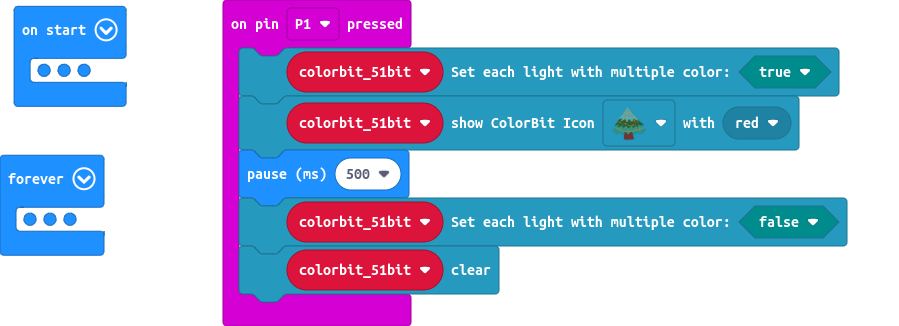 on start
on pin P1 pressed
colorbit_51bit Set each light with multiple color: true
colorbit_51bit show ColorBit Icon with red
forever
pause (ms) 500
colorbit_51bit Set each light with multiple color: false
colorbit_51bit clear